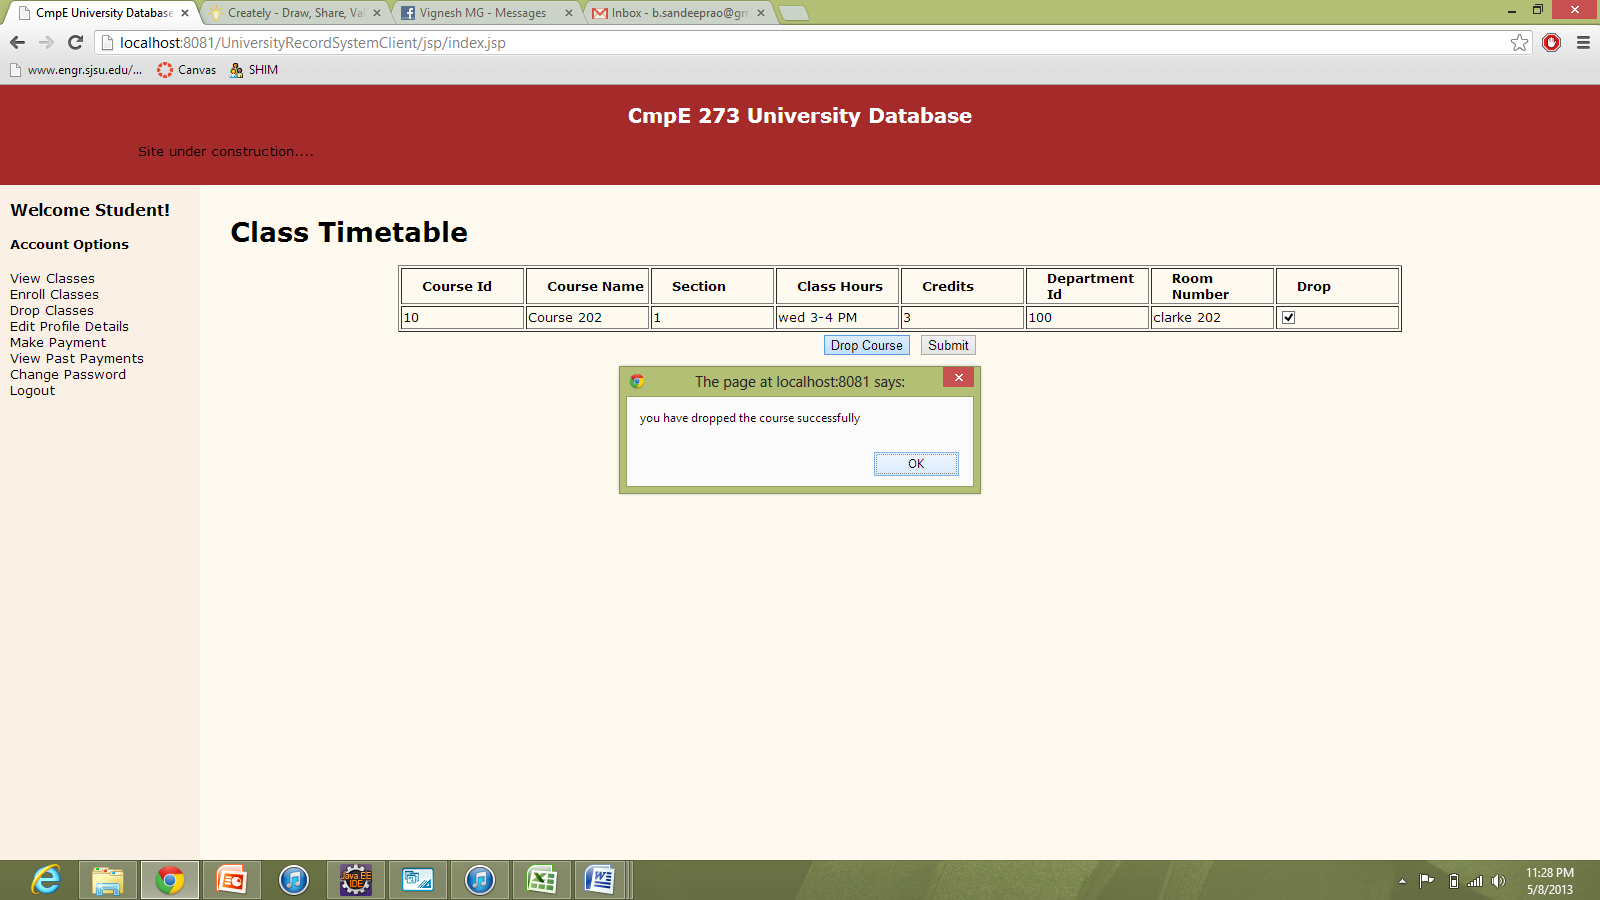 CmpE University Database
Creately - Draw, Share, Val
Vignesh MG - Messages
Inbox - b.sandeeprao@gm
localhost:8081/UniversityRecordSystemClient/jsp/index.jsp
www.engr.sjsu.edu/...
Canvas
SHIM
CmpE 273 University Database
Site under construction....
Welcome Student!
Account Options
View Classes
Enroll Classes
Drop Classes
Edit Profile Details
Make Payment
View Past Payments
Change Password
Logout
Class Timetable
Course Id Course Name Section Class Hours Credits Department Id Room Number Drop
10 Course 202 1 wed 3-4 PM 3 100 clarke 202
Drop Course Submit
The page at localhost:8081 says:
you have dropped the course successfully
OK
Java EE
IDE
11:28 PM
5/8/2013